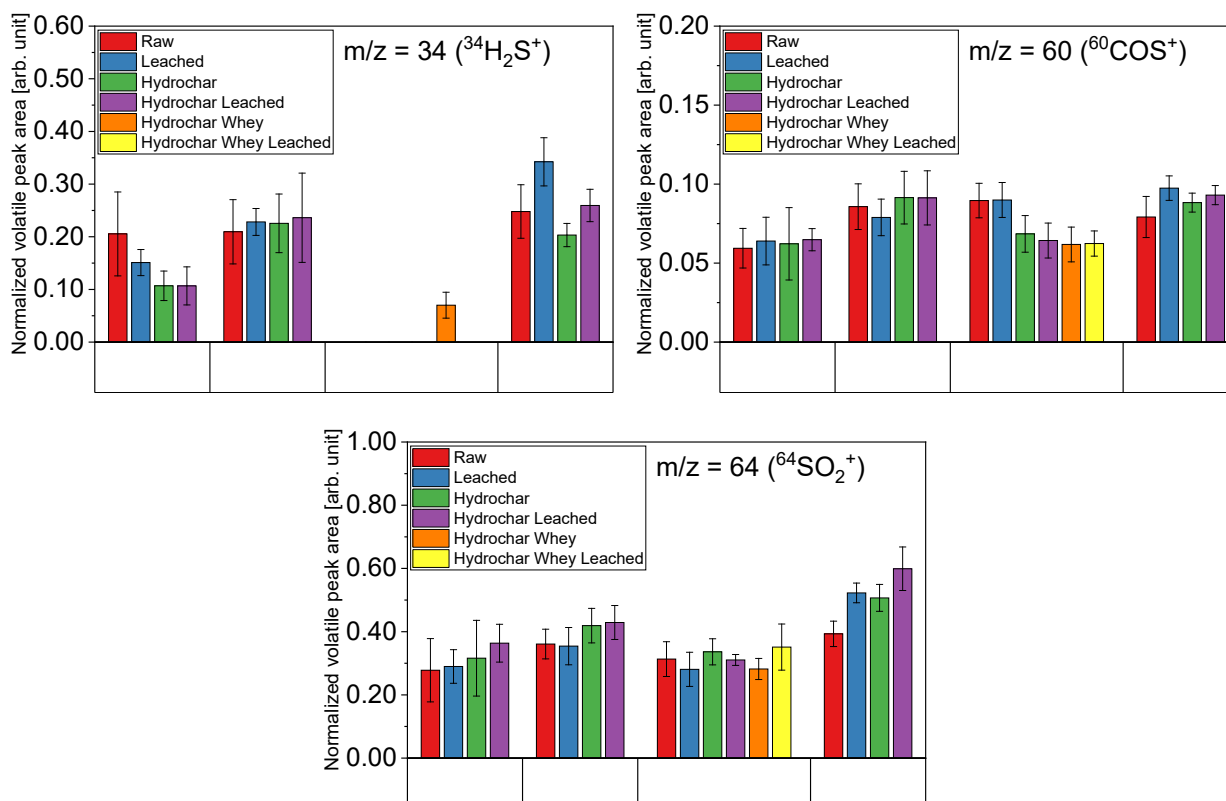 Normalized volatile peak area [arb. unit]
0.60
0.50
0.40
0.30
0.20
0.10
0.00
Raw
Leached
Hydrochar
Hydrochar Leached
Hydrochar Whey
Hydrochar Whey Leached
m/z = 34 (³⁴H₂S⁺)
Normalized volatile peak area [arb. unit]
0.20
0.15
0.10
0.05
0.00
Raw
Leached
Hydrochar
Hydrochar Leached
Hydrochar Whey
Hydrochar Whey Leached
m/z = 60 (⁶⁰COS⁺)
Normalized volatile peak area [arb. unit]
1.00
0.80
0.60
0.40
0.20
0.00
Raw
Leached
Hydrochar
Hydrochar Leached
Hydrochar Whey
Hydrochar Whey Leached
m/z = 64 (⁶⁴SO₂⁺)